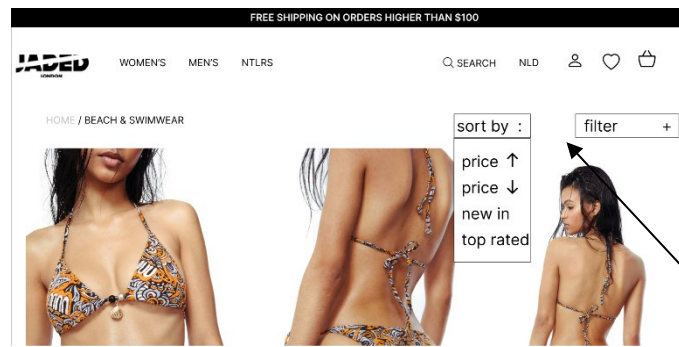 FREE SHIPPING ON ORDERS HIGHER THAN $100
JADED
LONDON
WOMEN'S MEN'S NTLRS
SEARCH NLD
HOME / BEACH & SWIMWEAR
sort by :
filter +
price ↑
price ↓
new in
top rated